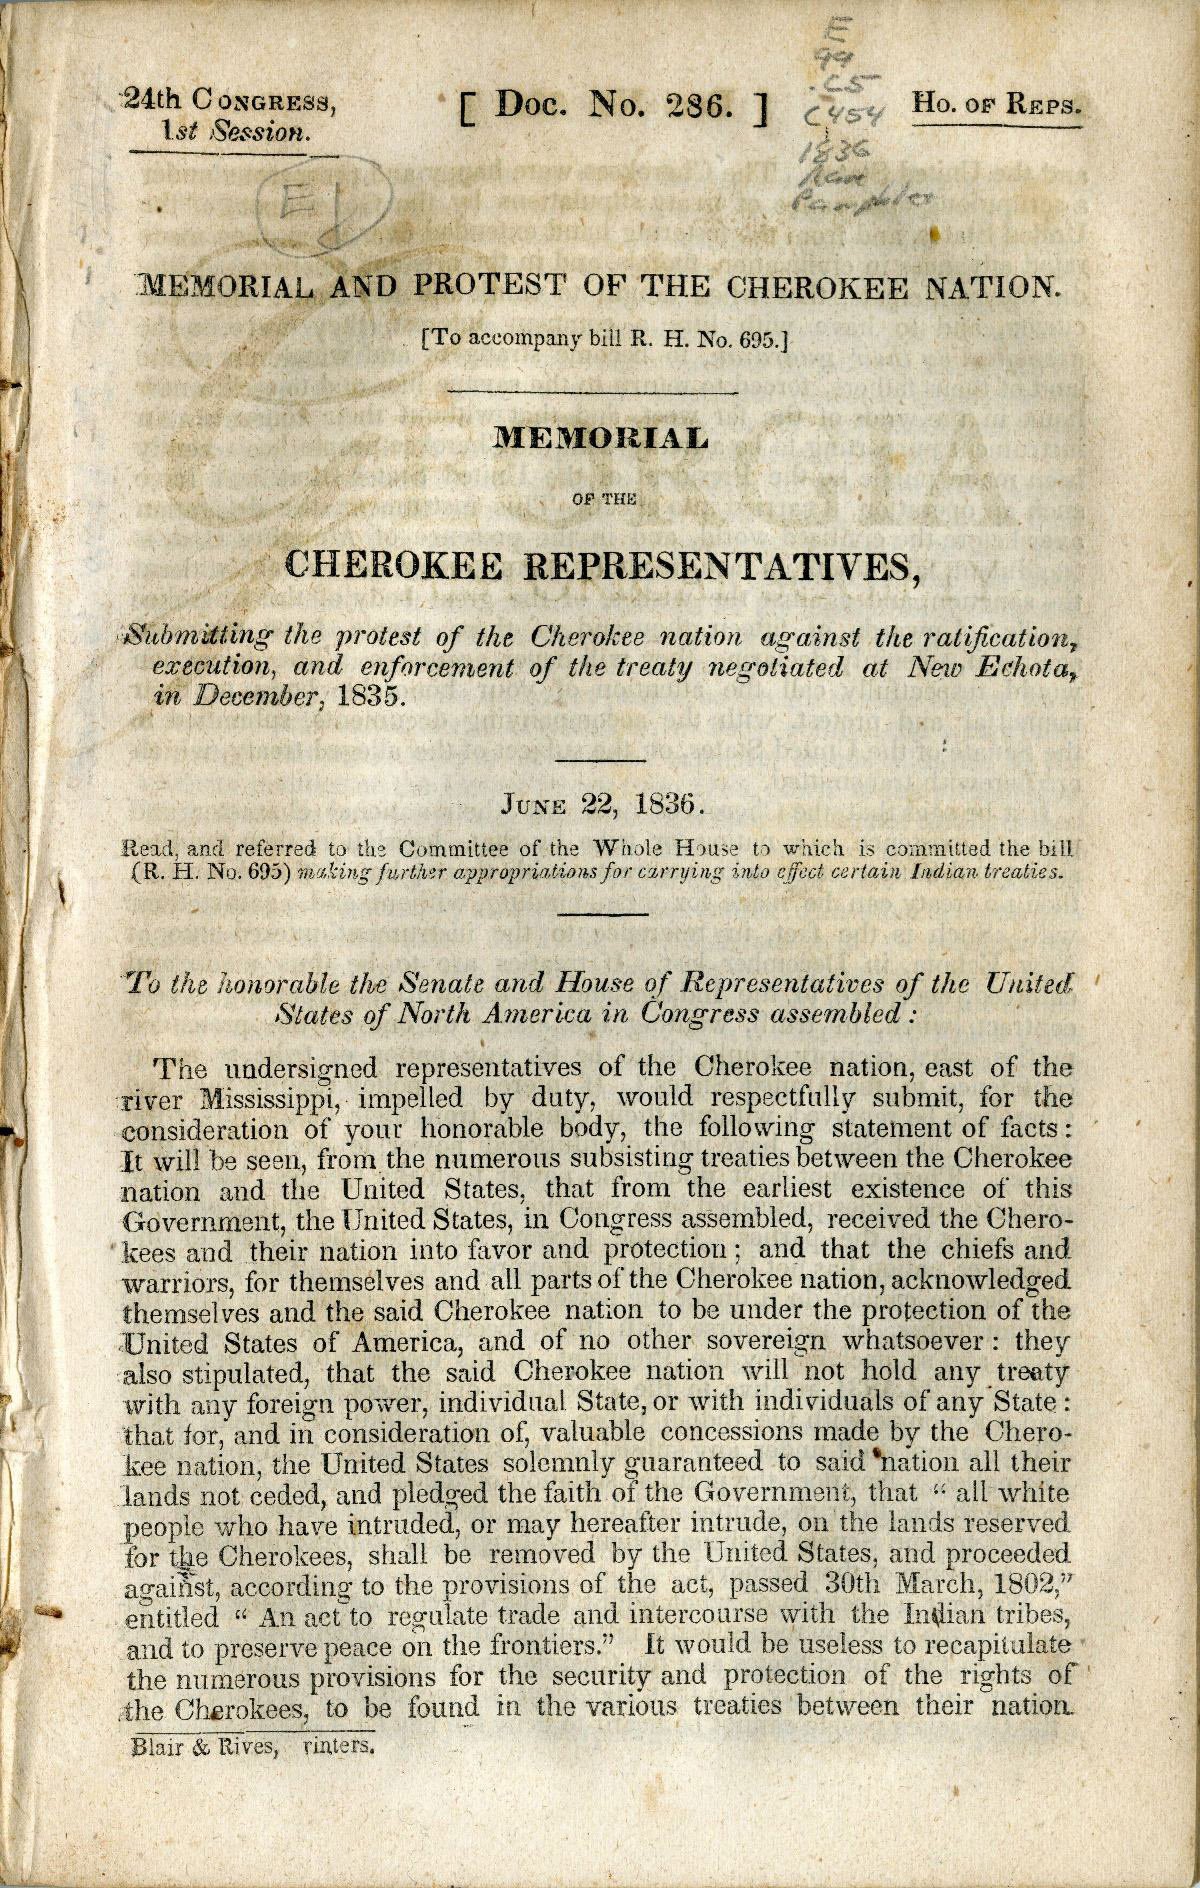 E
99
.C5
C454
1836
Rare
Pamphlet
24th CONGRESS,
1st Session.
[ Doc. No. 286. ]
HO. OF REPS.
MEMORIAL AND PROTEST OF THE CHEROKEE NATION.
[To accompany bill R. H. No. 695.]
MEMORIAL
OF THE
CHEROKEE REPRESENTATIVES,
Submitting the protest of the Cherokee nation against the ratification,
execution, and enforcement of the treaty negotiated at New Echota,
in December, 1835.
JUNE 22, 1836.
Read, and referred to the Committee of the Whole House to which is committed the bill
(R. H. No. 695) making further appropriations for carrying into effect certain Indian treaties.
To the honorable the Senate and House of Representatives of the United
States of North America in Congress assembled :
The undersigned representatives of the Cherokee nation, east of the
river Mississippi, impelled by duty, would respectfully submit, for the
consideration of your honorable body, the following statement of facts :
It will be seen, from the numerous subsisting treaties between the Cherokee
nation and the United States, that from the earliest existence of this
Government, the United States, in Congress assembled, received the Chero-
kees and their nation into favor and protection ; and that the chiefs and
warriors, for themselves and all parts of the Cherokee nation, acknowledged
themselves and the said Cherokee nation to be under the protection of the
United States of America, and of no other sovereign whatsoever : they
also stipulated, that the said Cherokee nation will not hold any treaty
with any foreign power, individual State, or with individuals of any State :
that for, and in consideration of, valuable concessions made by the Chero-
kee nation, the United States solemnly guaranteed to said nation all their
lands not ceded, and pledged the faith of the Government, that “ all white
people who have intruded, or may hereafter intrude, on the lands reserved
for the Cherokees, shall be removed by the United States, and proceeded
against, according to the provisions of the act, passed 30th March, 1802,”
entitled “ An act to regulate trade and intercourse with the Indian tribes,
and to preserve peace on the frontiers.” It would be useless to recapitulate
the numerous provisions for the security and protection of the rights of
the Cherokees, to be found in the various treaties between their nation
Blair & Rives, rinters.